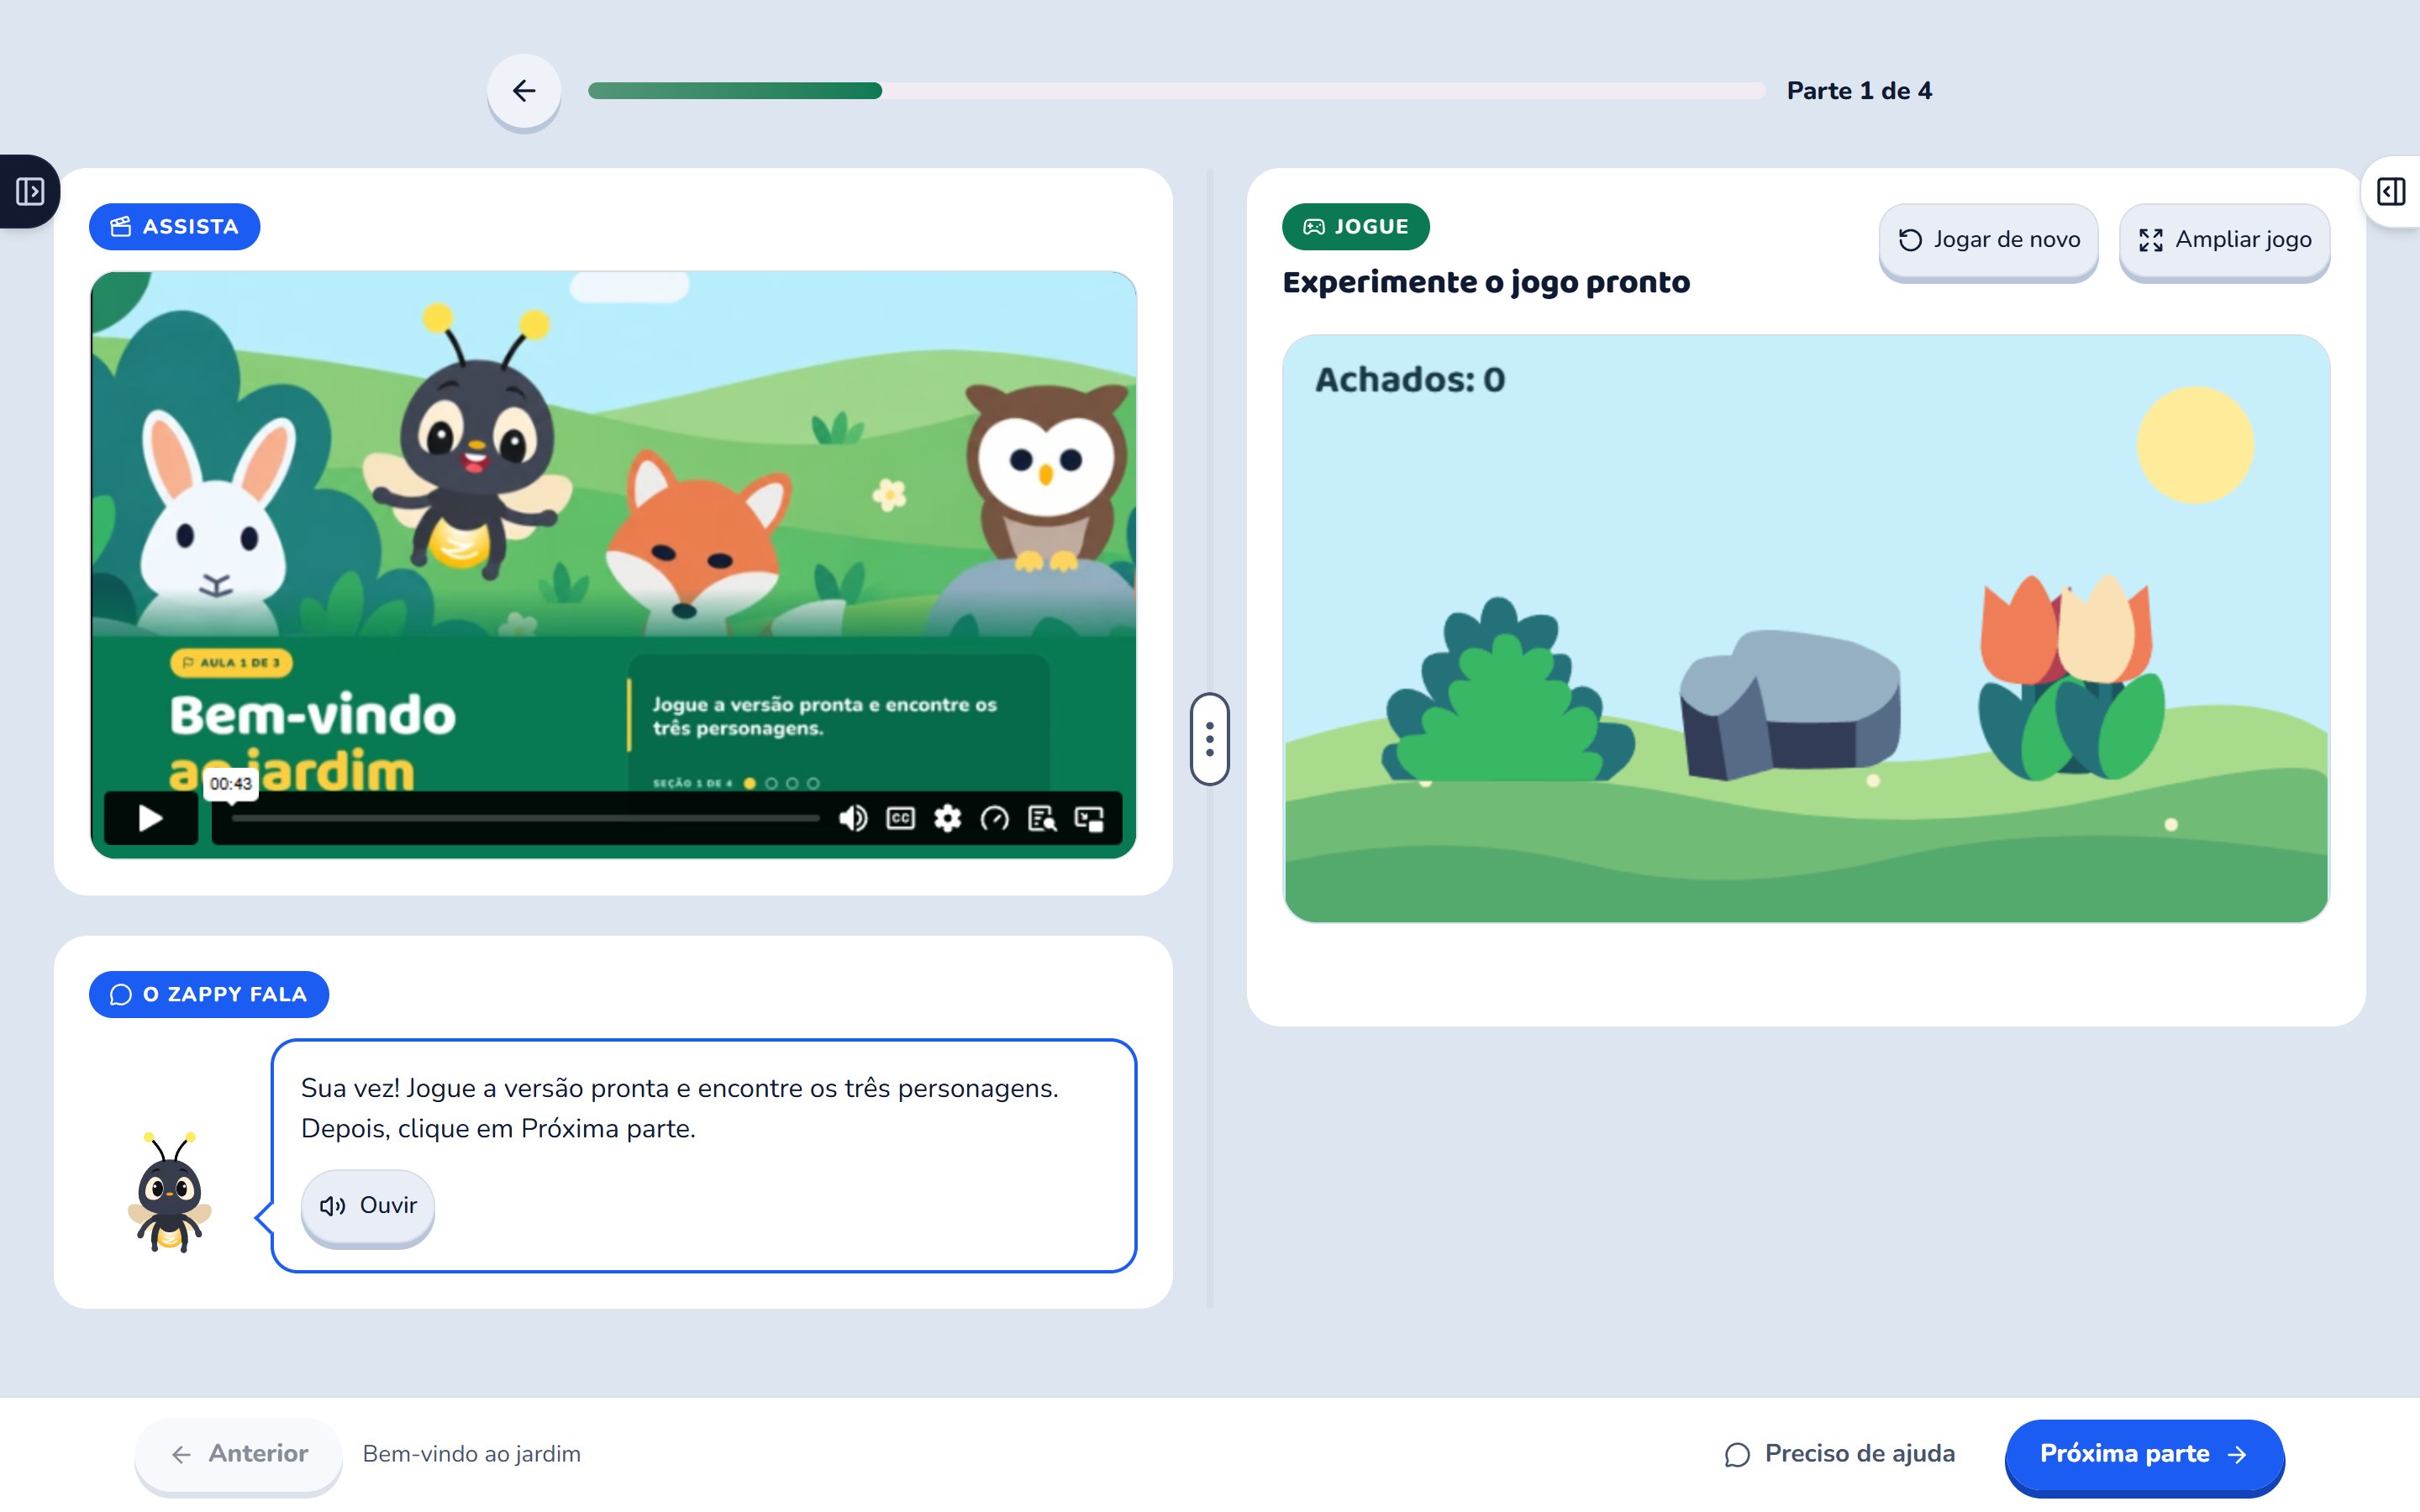 Parte 1 de 4
ASSISTA
AULA 1 DE 3
Bem-vindo
ao jardim
Jogue a versão pronta e encontre os
três personagens.
SEÇÃO 1 DE 4
00:43
CC
O ZAPPY FALA
Sua vez! Jogue a versão pronta e encontre os três personagens.
Depois, clique em Próxima parte.
Ouvir
JOGUE
Experimente o jogo pronto
Jogar de novo
Ampliar jogo
Achados: 0
Anterior
Bem-vindo ao jardim
Preciso de ajuda
Próxima parte